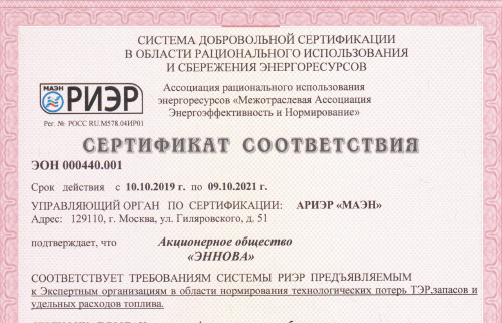 СИСТЕМА ДОБРОВОЛЬНОЙ СЕРТИФИКАЦИИ
В ОБЛАСТИ РАЦИОНАЛЬНОГО ИСПОЛЬЗОВАНИЯ
И СБЕРЕЖЕНИЯ ЭНЕРГОРЕСУРСОВ
МАЭН
РИЭР
Рег. № РОСС RU.М578.04ИР01
Ассоциация рационального использования
энергоресурсов «Межотраслевая Ассоциация
Энергоэффективность и Нормирование»
СЕРТИФИКАТ СООТВЕТСТВИЯ
ЭОН 000440.001
Срок действия с 10.10.2019 г. по 09.10.2021 г.
УПРАВЛЯЮЩИЙ ОРГАН ПО СЕРТИФИКАЦИИ: АРИЭР «МАЭН»
Адрес: 129110, г. Москва, ул. Гиляровского, д. 51
подтверждает, что Акционерное общество
«ЭННОВА»
СООТВЕТСТВУЕТ ТРЕБОВАНИЯМ СИСТЕМЫ РИЭР ПРЕДЪЯВЛЯЕМЫМ
к Экспертным организациям в области нормирования технологических потерь ТЭР,запасов и
удельных расходов топлива.